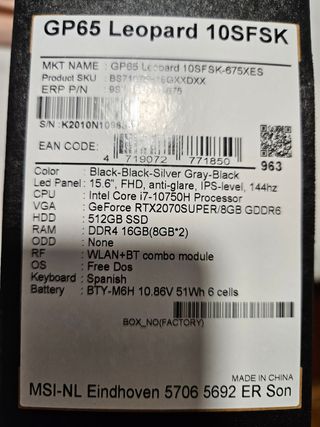 GP65 Leopard 10SFSK
MKT NAME : GP65 Leopard 10SFSK-675XES
Product SKU :
ERP P/N :
S/N:
EAN CODE:
4 719072 771850
963
Color : Black-Black-Silver Gray-Black
Led Panel : 15.6", FHD, anti-glare, IPS-level, 144hz
CPU : Intel Core i7-10750H Processor
VGA : GeForce RTX2070SUPER/8GB GDDR6
HDD : 512GB SSD
RAM : DDR4 16GB(8GB*2)
ODD : None
RF : WLAN+BT combo module
OS : Free Dos
Keyboard : Spanish
Battery : BTY-M6H 10.86V 51Wh 6 cells
BOX_NO(FACTORY)
MADE IN CHINA
MSI-NL Eindhoven 5706 5692 ER Son